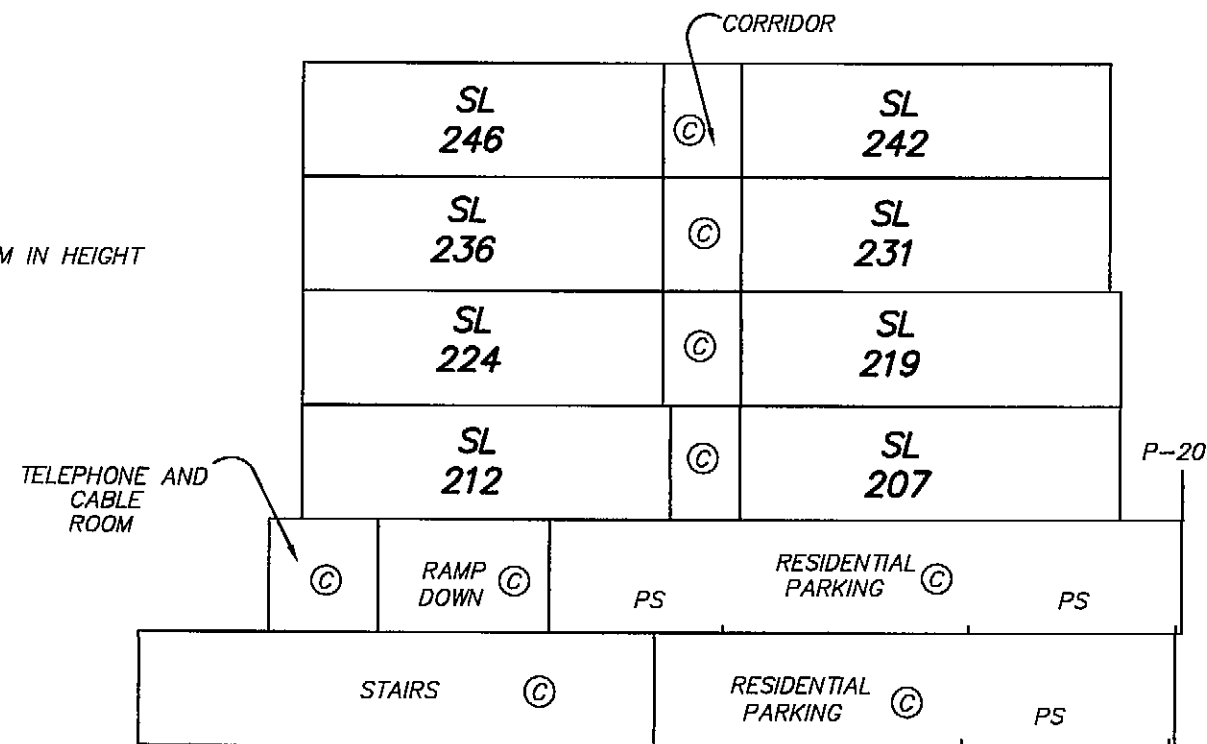 CORRIDOR
SL
246
C
SL
242
SL
236
C
SL
231
M IN HEIGHT
SL
224
C
SL
219
SL
212
C
SL
207
P-20
TELEPHONE AND
CABLE
ROOM
C
RAMP
DOWN
C
PS
RESIDENTIAL
PARKING
C
PS
STAIRS
C
RESIDENTIAL
PARKING
C
PS